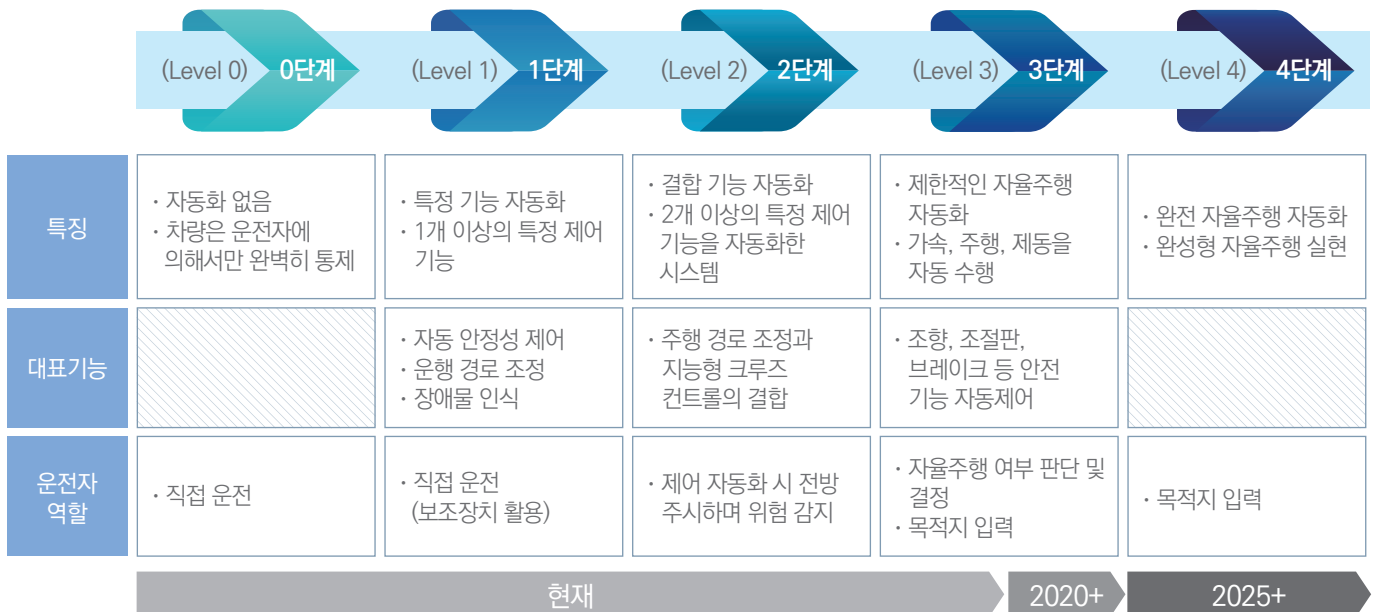 (Level 0) 0단계
(Level 1) 1단계
(Level 2) 2단계
(Level 3) 3단계
(Level 4) 4단계
특징
· 자동화 없음
· 차량은 운전자에
의해서만 완벽히 통제
· 특정 기능 자동화
· 1개 이상의 특정 제어
기능
· 결합 기능 자동화
· 2개 이상의 특정 제어
기능을 자동화한
시스템
· 제한적인 자율주행
자동화
· 가속, 주행, 제동을
자동 수행
· 완전 자율주행 자동화
· 완성형 자율주행 실현
대표기능
· 자동 안정성 제어
· 운행 경로 조정
· 장애물 인식
· 주행 경로 조정과
지능형 크루즈
컨트롤의 결합
· 조향, 조절판,
브레이크 등 안전
기능 자동제어
운전자
역할
· 직접 운전
· 직접 운전
(보조장치 활용)
· 제어 자동화 시 전방
주시하며 위험 감지
· 자율주행 여부 판단 및
결정
· 목적지 입력
· 목적지 입력
현재
2020+
2025+